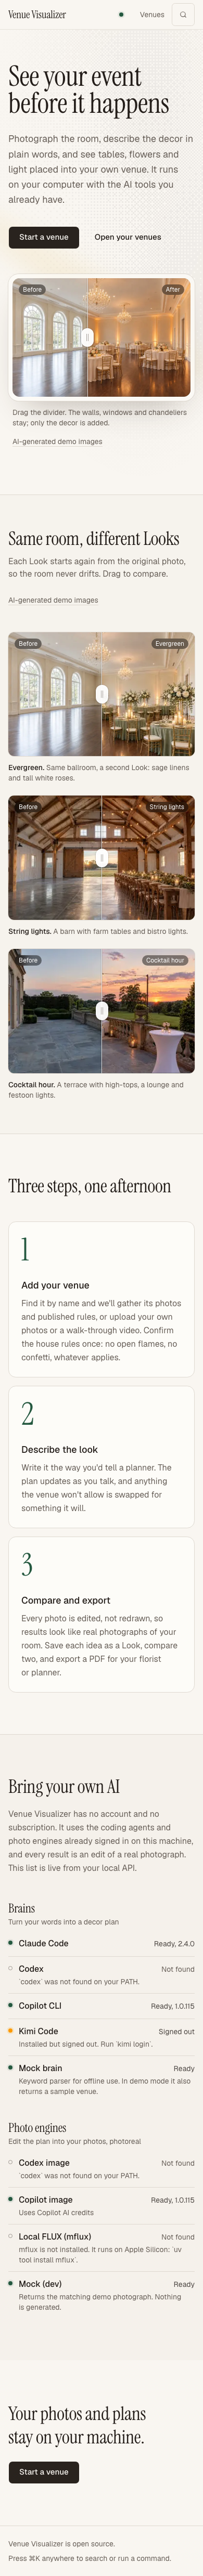 Venue Visualizer
Venues
See your event
before it happens
Photograph the room, describe the decor in
plain words, and see tables, flowers and
light placed into your own venue. It runs
on your computer with the AI tools you
already have.
Start a venue
Open your venues
Before
After
Drag the divider. The walls, windows and chandeliers
stay; only the decor is added.
AI-generated demo images
Same room, different Looks
Each Look starts again from the original photo,
so the room never drifts. Drag to compare.
AI-generated demo images
Before
Evergreen
Evergreen. Same ballroom, a second Look: sage linens
and tall white roses.
Before
String lights
String lights. A barn with farm tables and bistro lights.
Before
Cocktail hour
Cocktail hour. A terrace with high-tops, a lounge and
festoon lights.
Three steps, one afternoon
1
Add your venue
Find it by name and we'll gather its photos
and published rules, or upload your own
photos or a walk-through video. Confirm
the house rules once: no open flames, no
confetti, whatever applies.
2
Describe the look
Write it the way you'd tell a planner. The
plan updates as you talk, and anything
the venue won't allow is swapped for
something it will.
3
Compare and export
Every photo is edited, not redrawn, so
results look like real photographs of your
room. Save each idea as a Look, compare
two, and export a PDF for your florist
or planner.
Bring your own AI
Venue Visualizer has no account and no
subscription. It uses the coding agents and
photo engines already signed in on this machine,
and every result is an edit of a real photograph.
This list is live from your local API.
Brains
Turn your words into a decor plan
Claude Code
Ready, 2.4.0
Codex
Not found
`codex` was not found on your PATH.
Copilot CLI
Ready, 1.0.115
Kimi Code
Signed out
Installed but signed out. Run `kimi login`.
Mock brain
Ready
Keyword parser for offline use. In demo mode it also
returns a sample venue.
Photo engines
Edit the plan into your photos, photoreal
Codex image
Not found
`codex` was not found on your PATH.
Copilot image
Ready, 1.0.115
Uses Copilot AI credits
Local FLUX (mflux)
Not found
mflux is not installed. It runs on Apple Silicon: `uv
tool install mflux`.
Mock (dev)
Ready
Returns the matching demo photograph. Nothing
is generated.
Your photos and plans
stay on your machine.
Start a venue
Venue Visualizer is open source.
Press ⌘K anywhere to search or run a command.